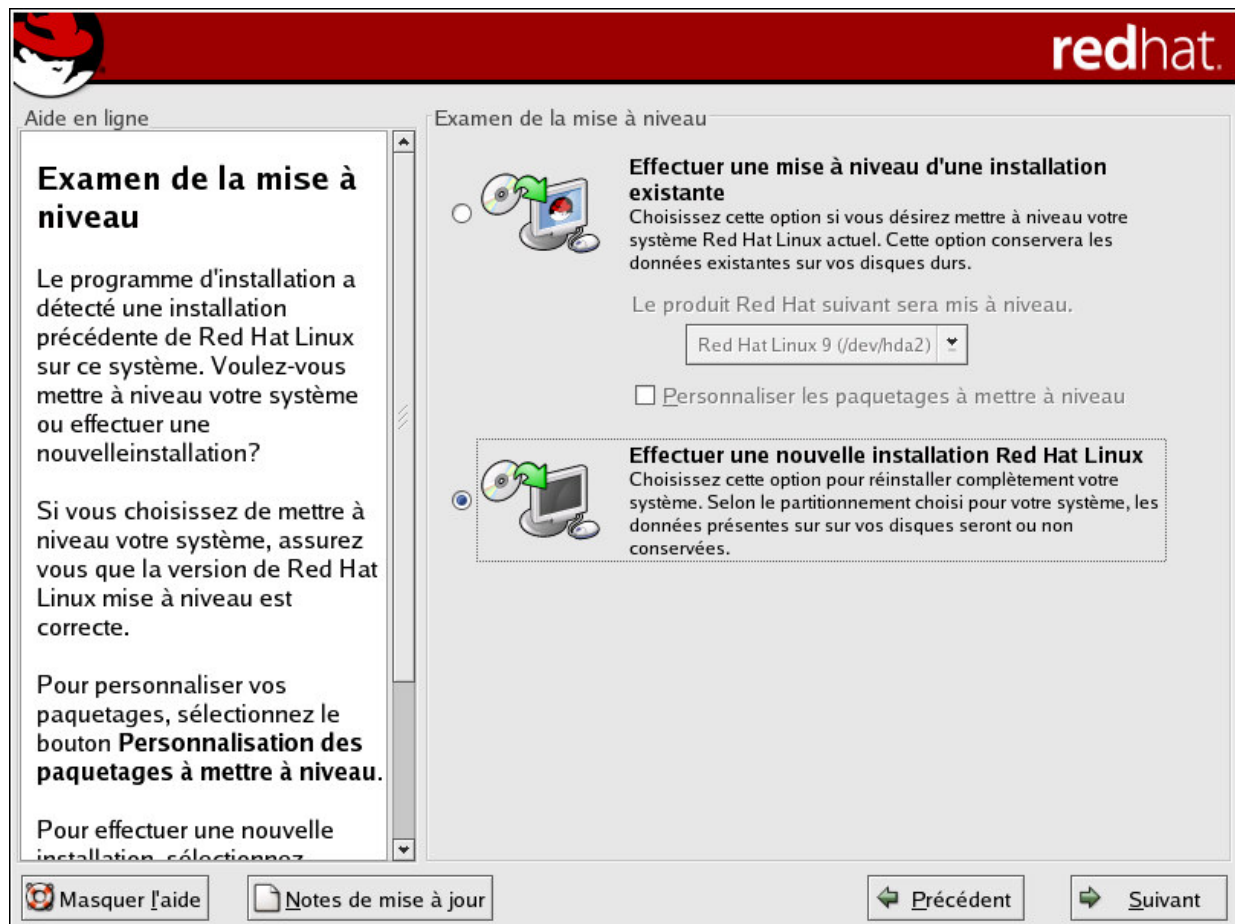 redhat.
Aide en ligne
Examen de la mise à
niveau
Le programme d'installation a
détecté une installation
précédente de Red Hat Linux
sur ce système. Voulez-vous
mettre à niveau votre système
ou effectuer une
nouvelleinstallation?
Si vous choisissez de mettre à
niveau votre système, assurez
vous que la version de Red Hat
Linux mise à niveau est
correcte.
Pour personnaliser vos
paquetages, sélectionnez le
bouton Personnalisation des
paquetages à mettre à niveau.
Pour effectuer une nouvelle
installation, sélectionnez
Examen de la mise à niveau
Effectuer une mise à niveau d'une installation
existante
Choisissez cette option si vous désirez mettre à niveau votre
système Red Hat Linux actuel. Cette option conservera les
données existantes sur vos disques durs.
Le produit Red Hat suivant sera mis à niveau.
Red Hat Linux 9 (/dev/hda2)
Personnaliser les paquetages à mettre à niveau
Effectuer une nouvelle installation Red Hat Linux
Choisissez cette option pour réinstaller complètement votre
système. Selon le partitionnement choisi pour votre système, les
données présentes sur sur vos disques seront ou non
conservées.
Masquer l'aide
Notes de mise à jour
Précédent
Suivant